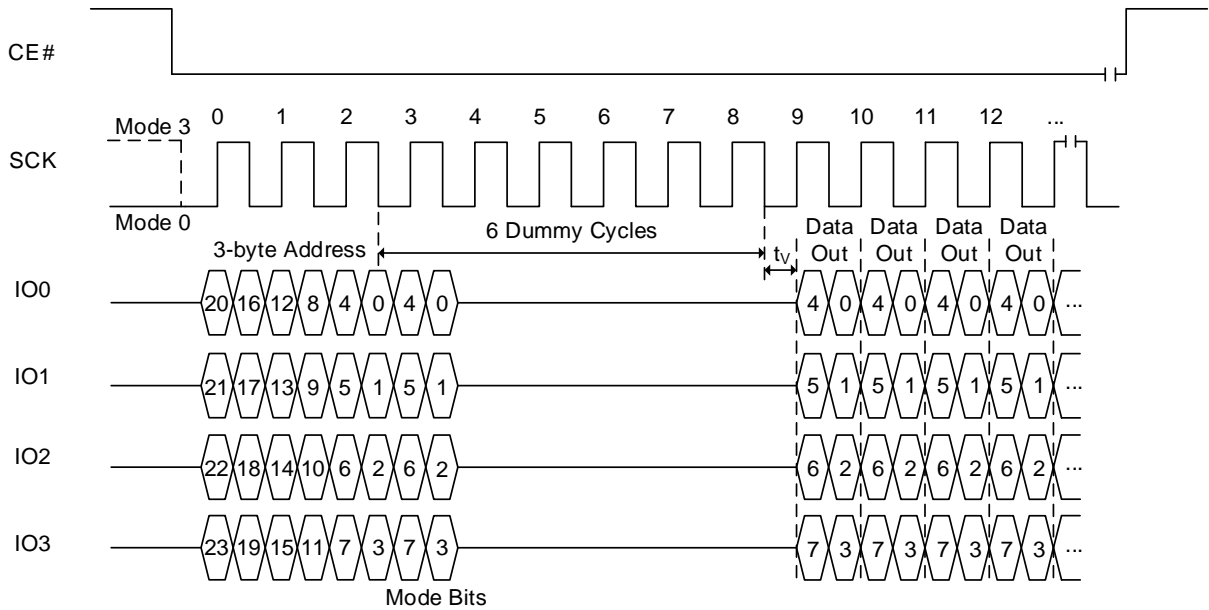 CE#
0 1 2 3 4 5 6 7 8 9 10 11 12 ...
Mode 3
SCK
Mode 0
6 Dummy Cycles
Data Data Data Data
3-byte Address
tV
Out Out Out Out
IO0
20 16 12 8 4 0 4 0 4 0 4 0 4 0 4 0 ...
IO1
21 17 13 9 5 1 5 1 5 1 5 1 5 1 5 1 ...
IO2
22 18 14 10 6 2 6 2 6 2 6 2 6 2 6 2 ...
IO3
23 19 15 11 7 3 7 3 7 3 7 3 7 3 7 3 ...
Mode Bits